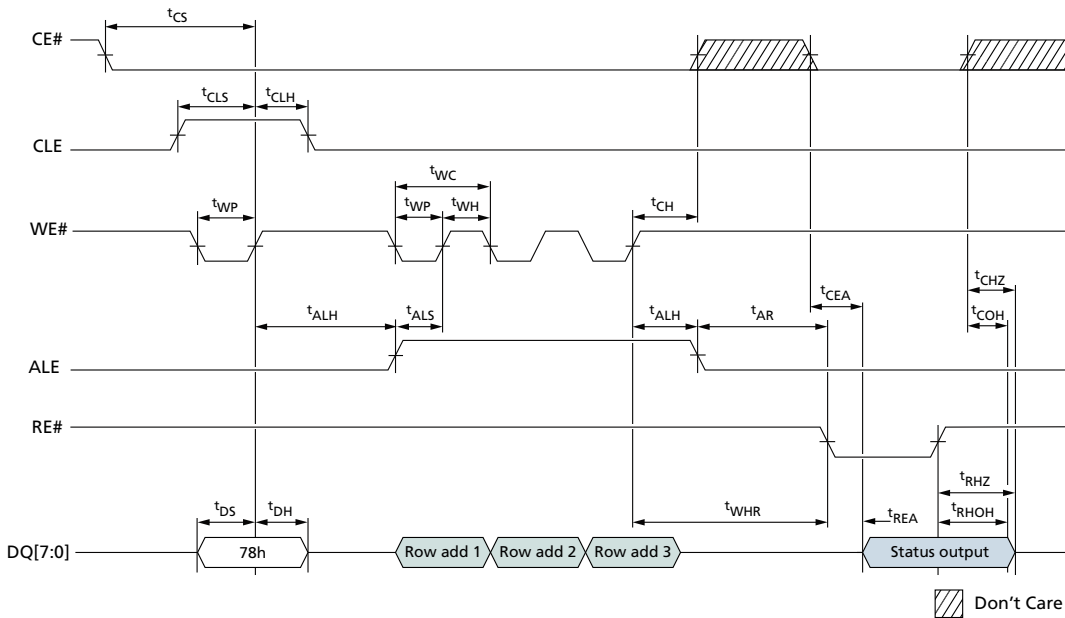 tCS
CE#
tCLS
tCLH
CLE
tWC
tWP
tWP
tWH
tCH
WE#
tCHZ
tCEA
tALH
tALS
tALH
tAR
tCOH
ALE
RE#
tRHZ
tDS
tDH
tWHR
tREA
tRHOH
DQ[7:0]
78h
Row add 1
Row add 2
Row add 3
Status output
Don't Care